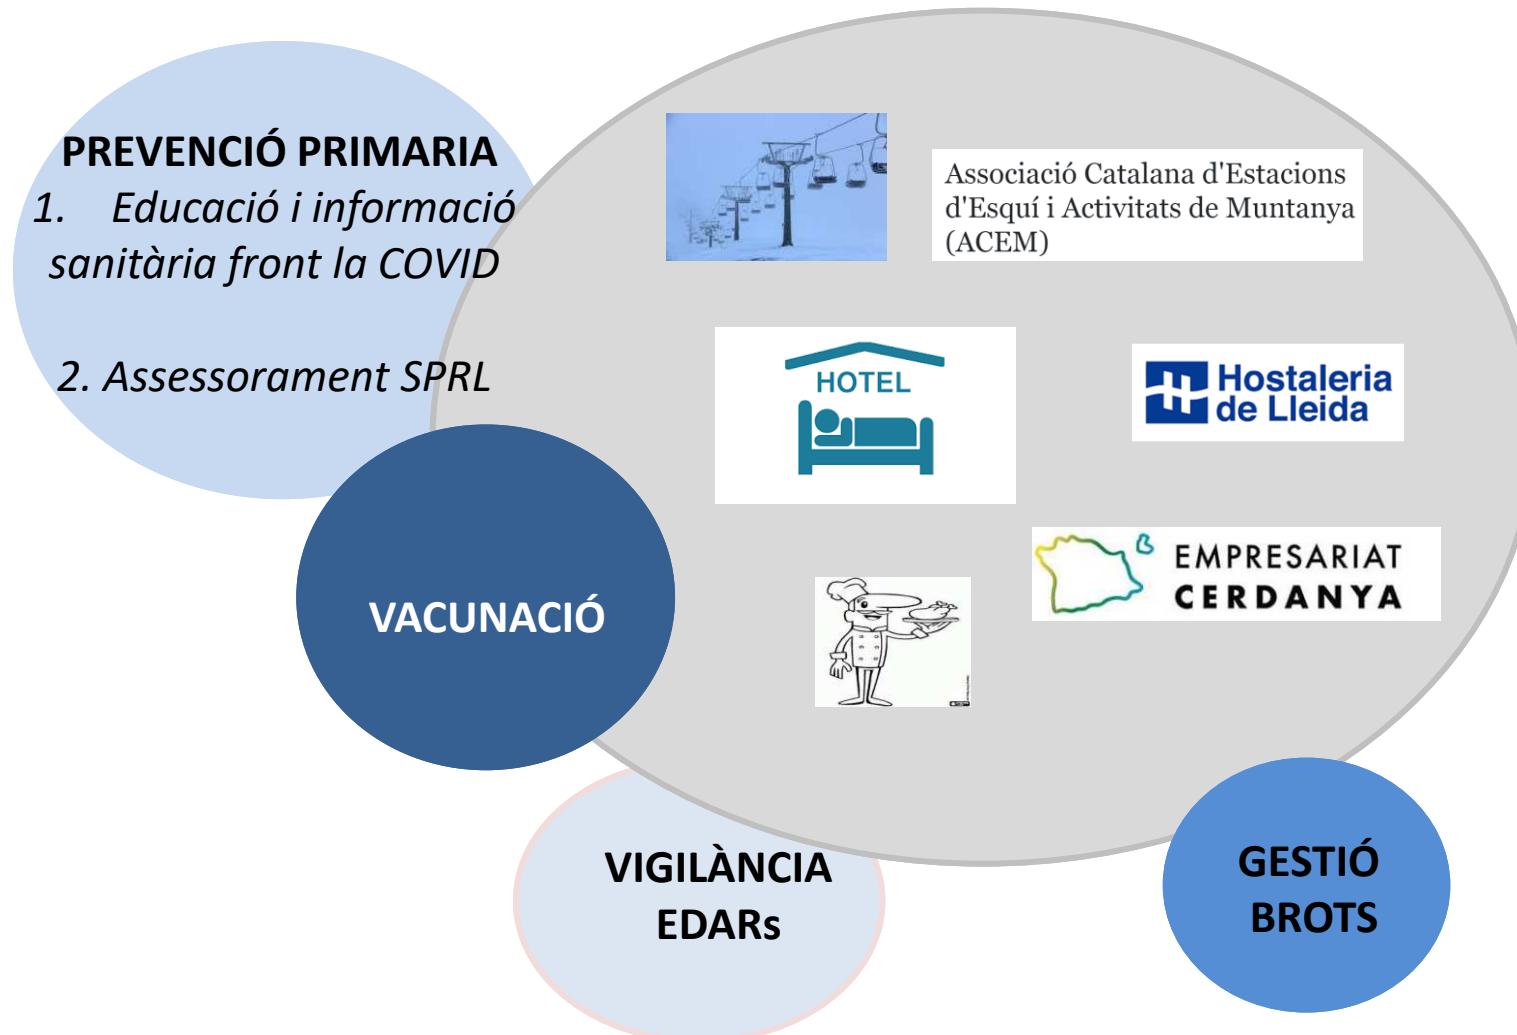 PREVENCIÓ PRIMARIA
1. Educació i informació
sanitària front la COVID
2. Assessorament SPRL
Associació Catalana d'Estacions
d'Esquí i Activitats de Muntanya
(ACEM)
HOTEL
Hostaleria
de Lleida
EMPRESARIAT
CERDANYA
VACUNACIÓ
VIGILÀNCIA
EDARs
GESTIÓ
BROTS